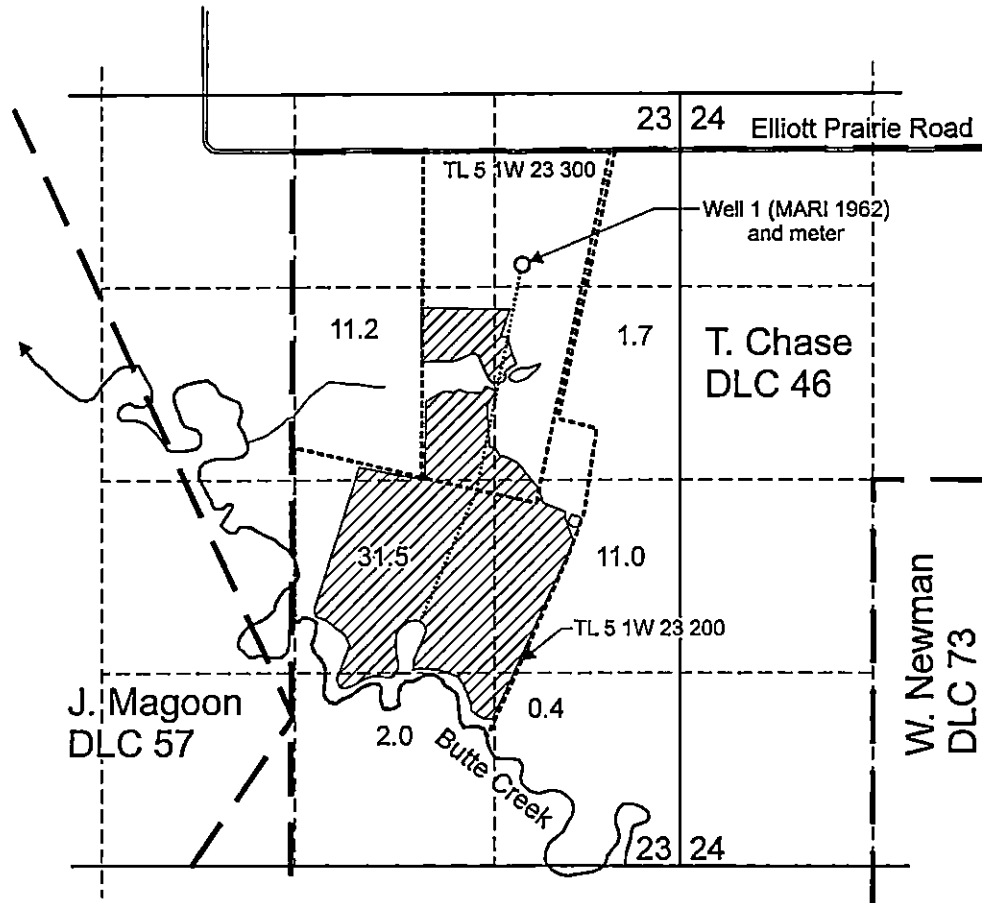 23 24
Elliott Prairie Road
TL 5 1W 23 300
Well 1 (MARI 1962)
and meter
11.2
1.7
T. Chase
DLC 46
31.5
11.0
TL 5 1W 23 200
J. Magoon
DLC 57
2.0
0.4
Butte Creek
W. Newman
DLC 73
23 24